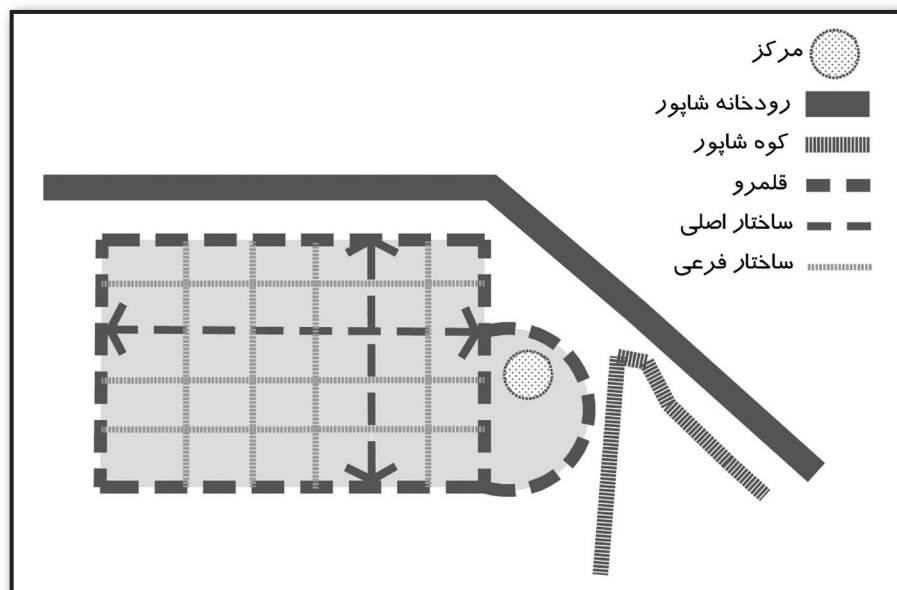 مرکز
رودخانه شاپور
کوه شاپور
قلمرو
ساختار اصلی
ساختار فرعی